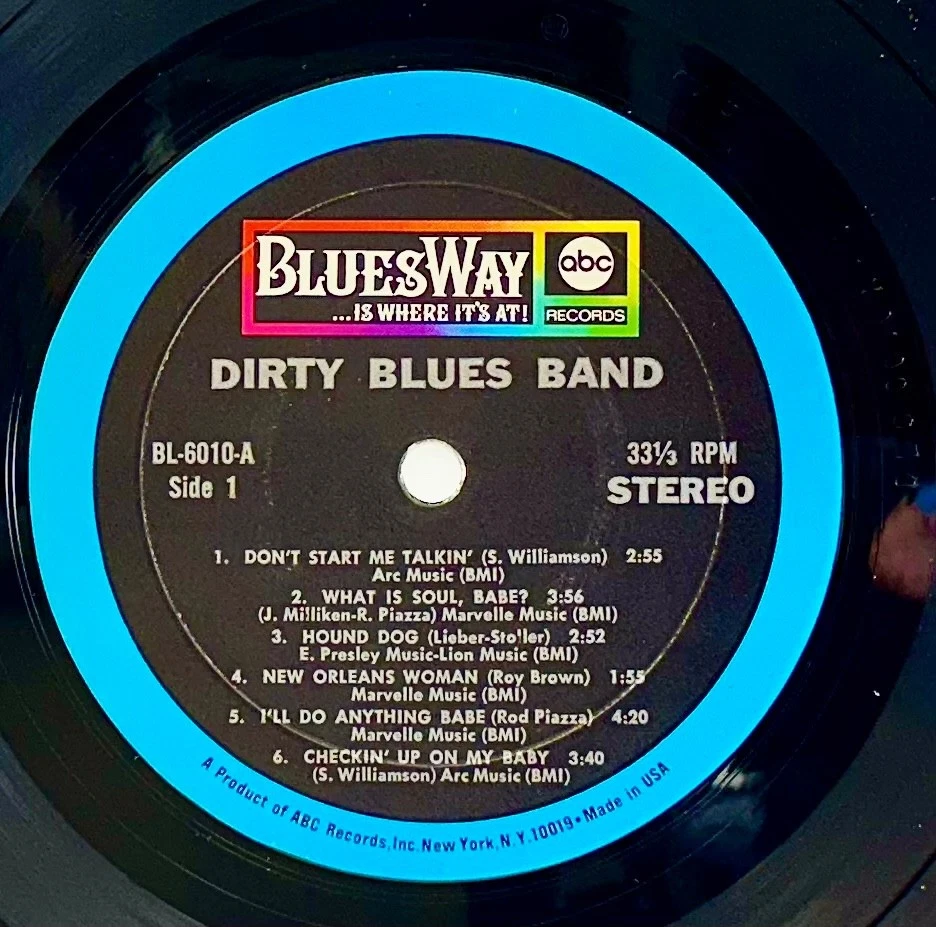 BLUESWAY
...IS WHERE IT'S AT!
abc
RECORDS
DIRTY BLUES BAND
BL-6010-A
Side 1
33⅓ RPM
STEREO
1. DON'T START ME TALKIN' (S. Williamson) 2:55
Arc Music (BMI)
2. WHAT IS SOUL, BABE? 3:56
(J. Milliken-R. Piazza) Marvelle Music (BMI)
3. HOUND DOG (Lieber-Stoller) 2:52
E. Presley Music-Lion Music (BMI)
4. NEW ORLEANS WOMAN (Roy Brown) 1:55
Marvelle Music (BMI)
5. I'LL DO ANYTHING BABE (Rod Piazza) 4:20
Marvelle Music (BMI)
6. CHECKIN' UP ON MY BABY 3:40
(S. Williamson) Arc Music (BMI)
A Product of ABC Records, Inc. New York, N.Y. 10019 • Made in USA